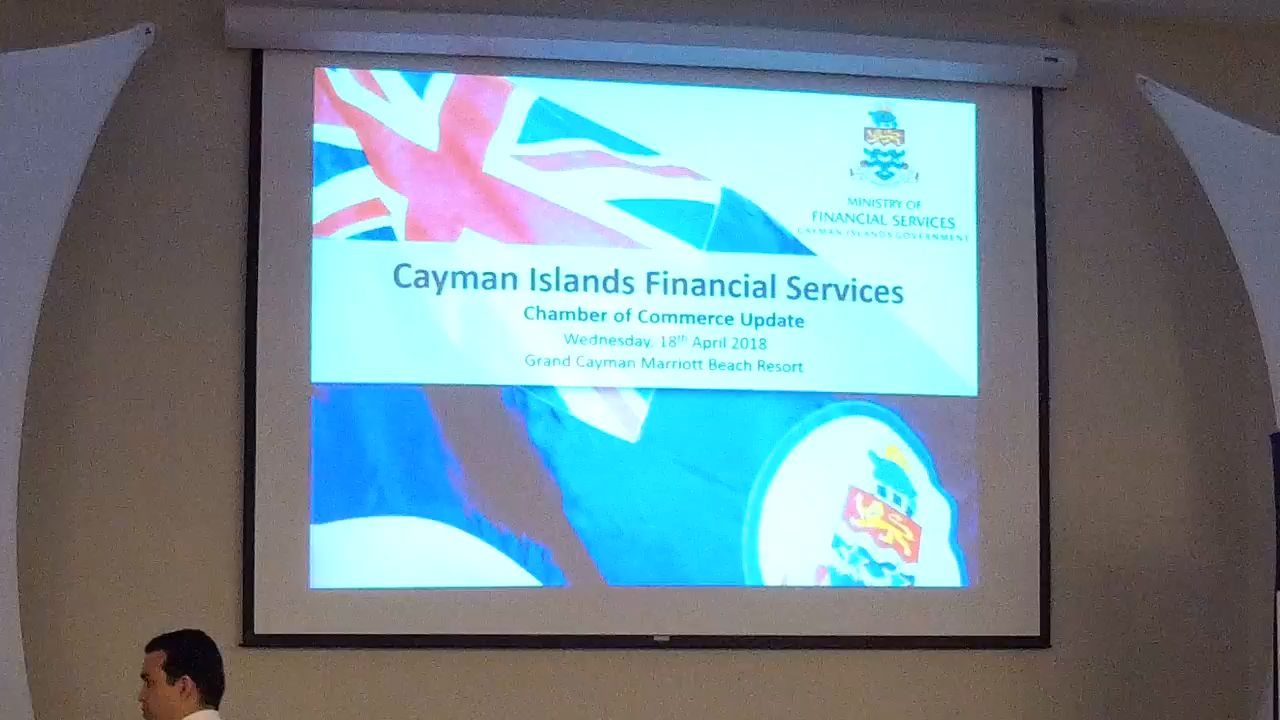 MINISTRY OF
FINANCIAL SERVICES
CAYMAN ISLANDS GOVERNMENT
Cayman Islands Financial Services
Chamber of Commerce Update
Wednesday, 18th April 2018
Grand Cayman Marriott Beach Resort